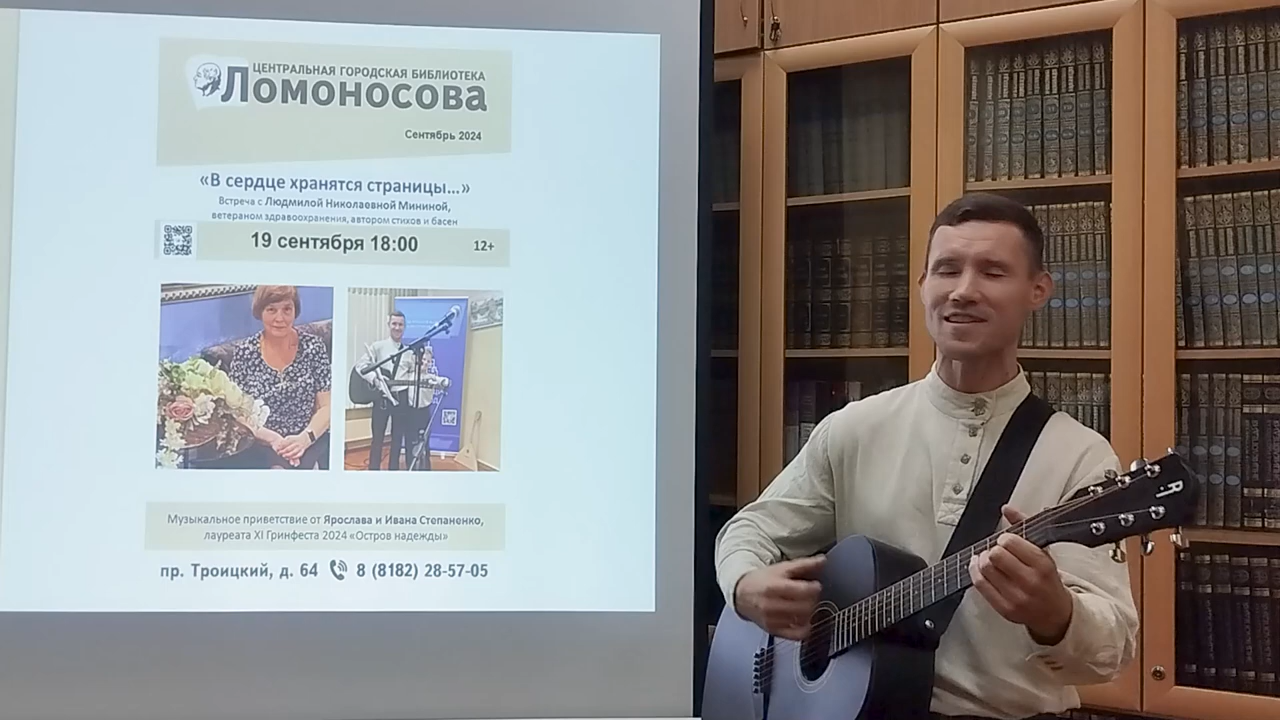 ЦЕНТРАЛЬНАЯ ГОРОДСКАЯ БИБЛИОТЕКА
Ломоносова
Сентябрь 2024
«В сердце хранятся страницы...»
Встреча с Людмилой Николаевной Мининой,
ветераном здравоохранения, автором стихов и басен
19 сентября 18:00
12+
Музыкальное приветствие от Ярослава и Ивана Степаненко,
лауреата XI Гринфеста 2024 «Остров надежды»
пр. Троицкий, д. 64 8 (8182) 28-57-05